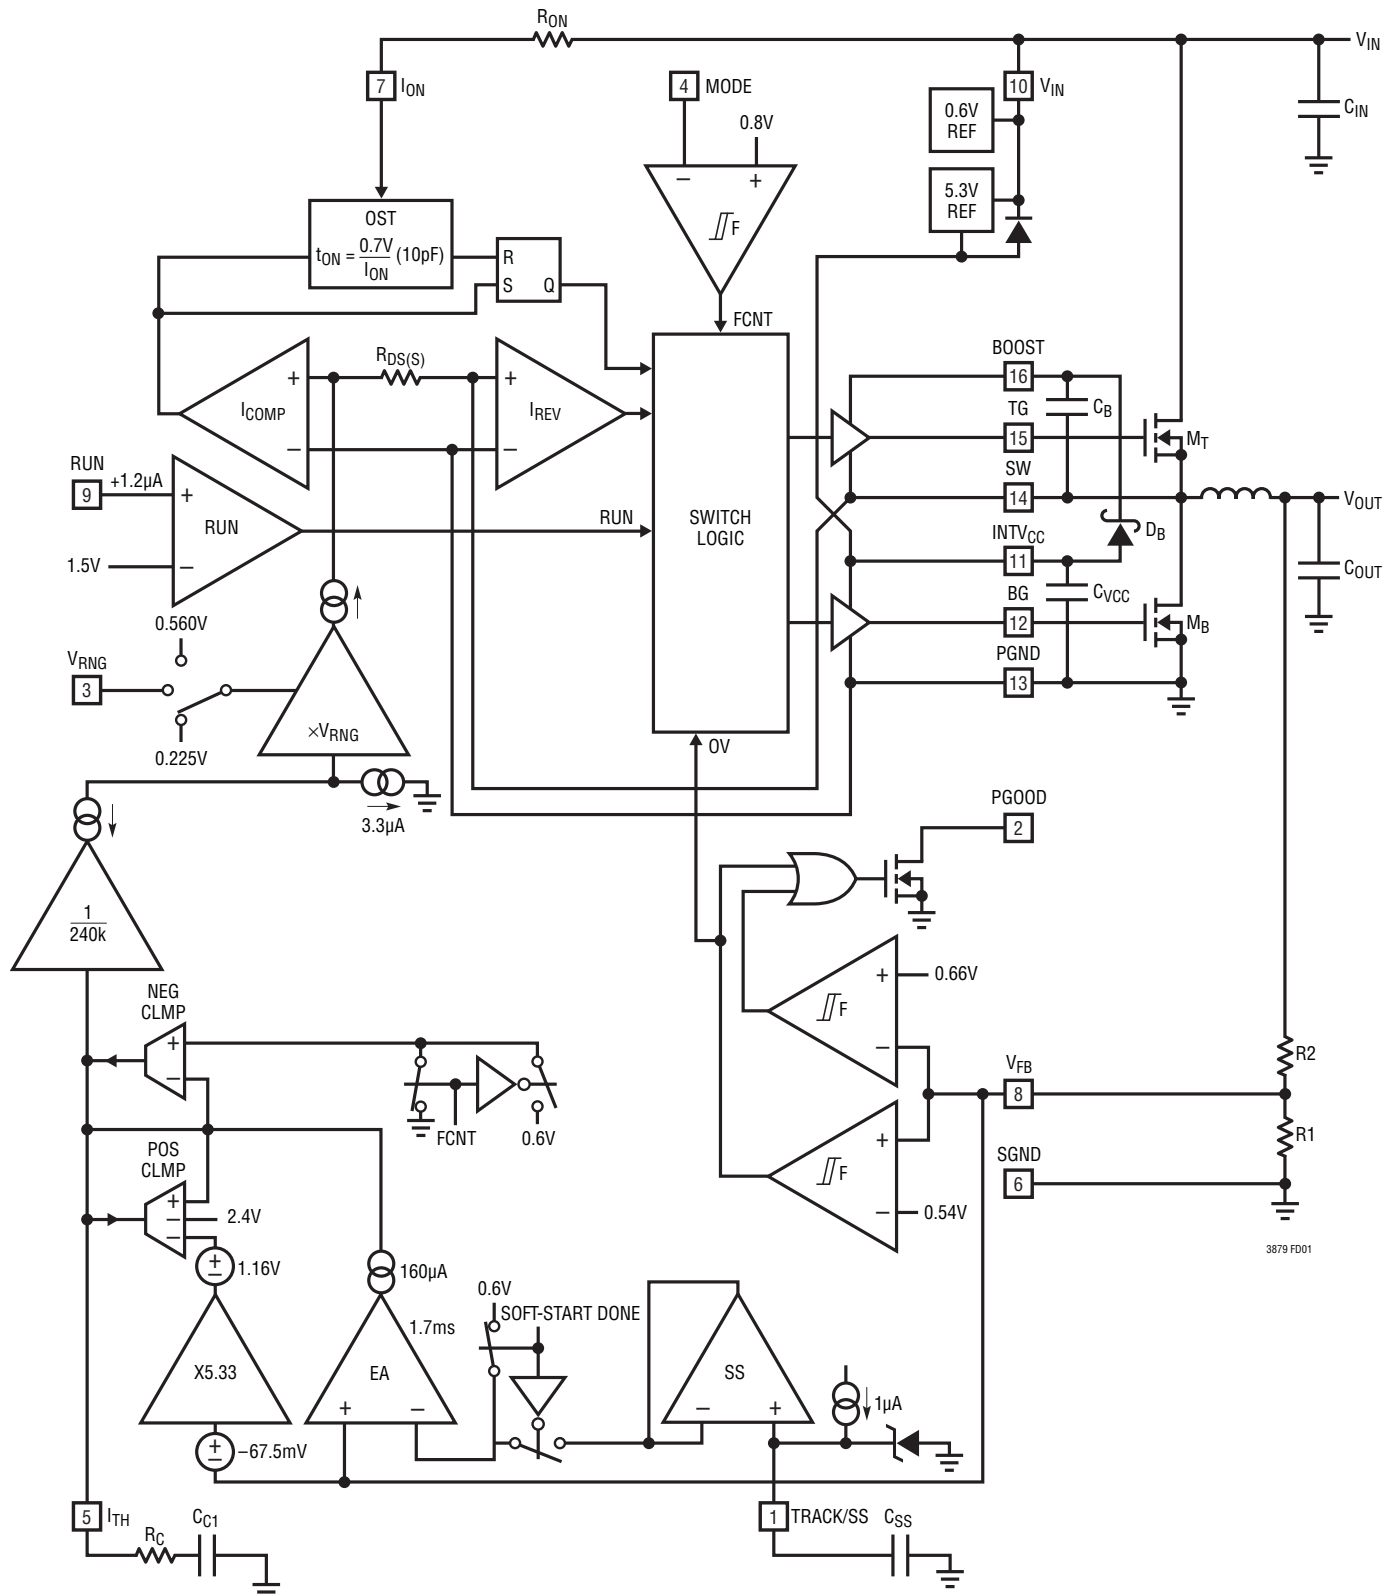 RON
VIN
7
ION
4
MODE
10
VIN
CIN
0.6V
REF
0.8V
5.3V
REF
OST
tON = 0.7V/ION (10pF)
R
S
Q
–
+
F
FCNT
RDS(S)
+
ICOMP
–
+
IREV
–
BOOST
16
CB
TG
15
MT
SW
14
VOUT
RUN
9
+1.2µA
+
RUN
–
1.5V
RUN
SWITCH
LOGIC
DB
INTVCC
11
COUT
CVCC
BG
12
MB
PGND
13
0.560V
VRNG
3
0.225V
×VRNG
OV
3.3µA
PGOOD
2
1
240k
+
0.66V
F
–
NEG
CLMP
+
–
FCNT
0.6V
VFB
8
R2
R1
+
F
–
0.54V
SGND
6
POS
CLMP
+
–
2.4V
–
+
–
1.16V
160µA
3879 FD01
0.6V
SOFT-START DONE
1.7ms
X5.33
EA
+
–
SS
–
+
1µA
+
–
–67.5mV
5
ITH
RC
CC1
1
TRACK/SS
CSS